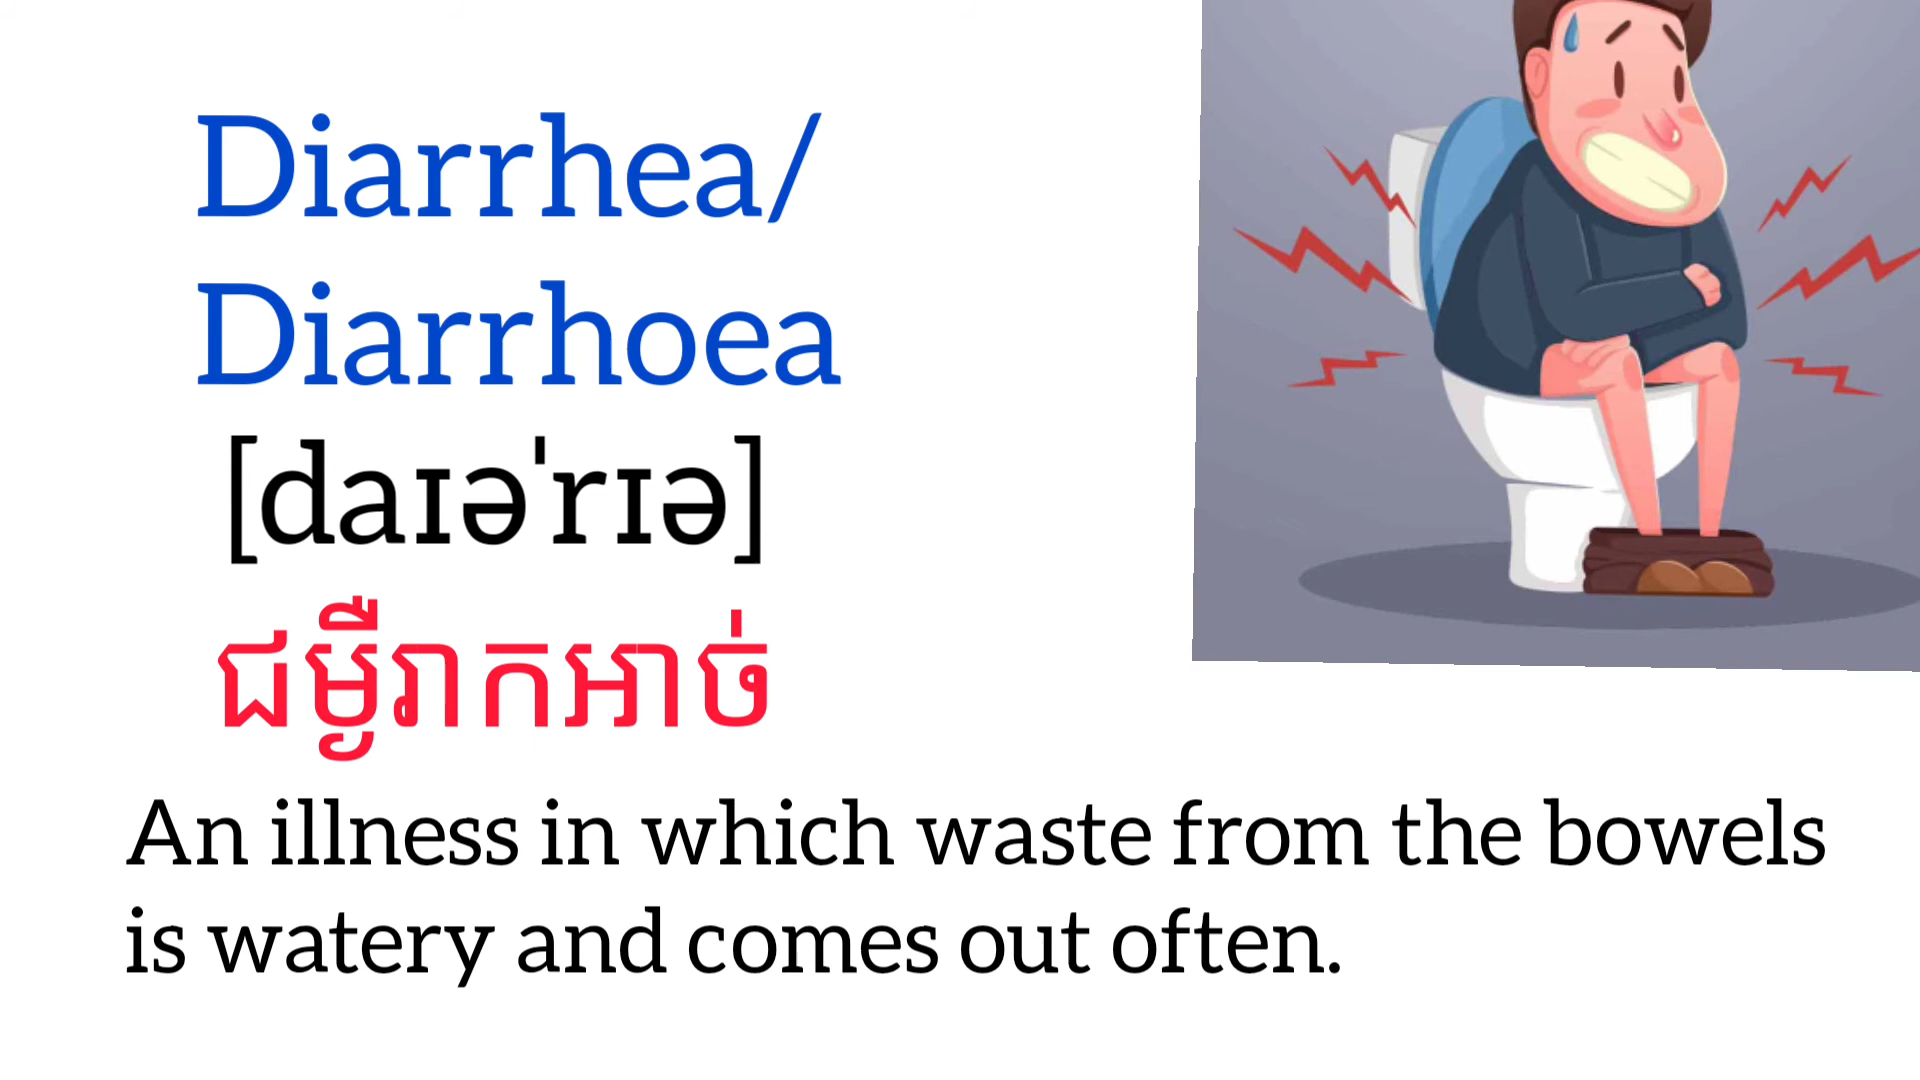 Diarrhea/
Diarrhoea
[daɪəˈrɪə]
ជម្ងឺរាកអាច់
An illness in which waste from the bowels
is watery and comes out often.